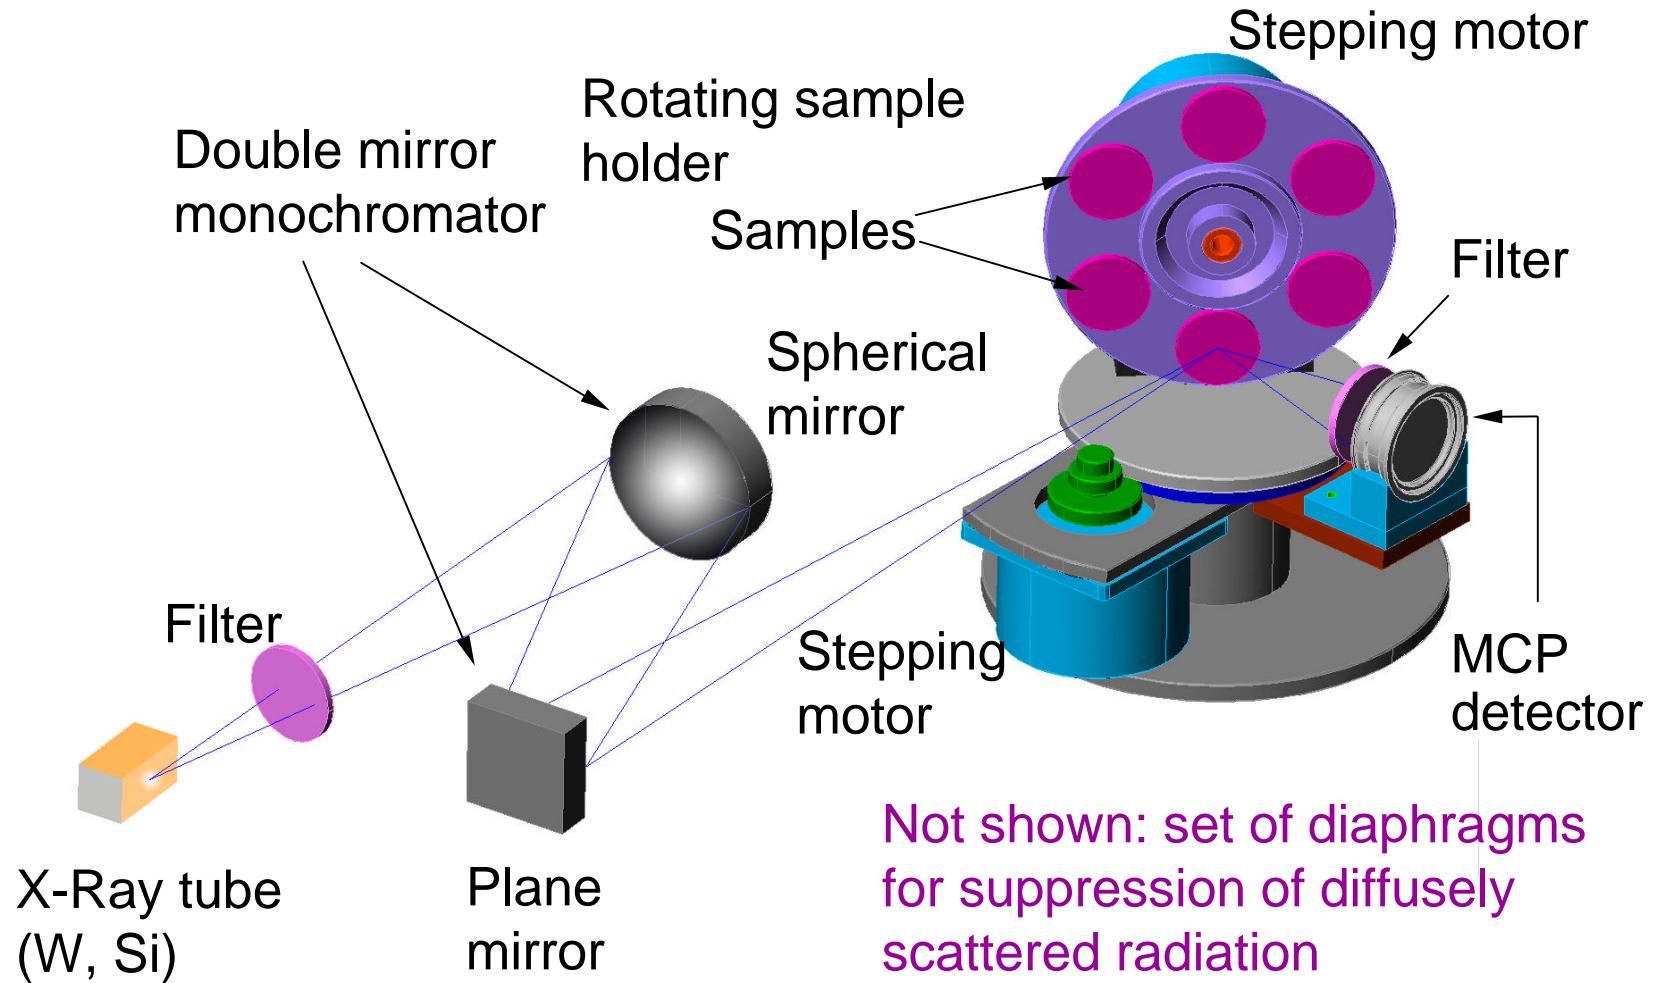 Stepping motor
Rotating sample
holder
Double mirror
monochromator
Samples
Filter
Spherical
mirror
Filter
Stepping
motor
MCP
detector
X-Ray tube
(W, Si)
Plane
mirror
Not shown: set of diaphragms
for suppression of diffusely
scattered radiation